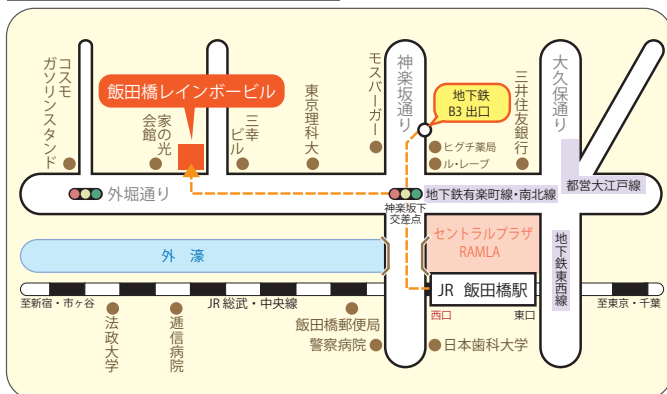 コスモ
ガソリンスタンド
家の光
会館
飯田橋レインボービル
三幸
ビル
東京理科大
モスバーガー
神楽坂通り
地下鉄
B3 出口
ヒグチ薬局
ル・レーブ
三井住友銀行
大久保通り
都営大江戸線
外堀通り
地下鉄有楽町線・南北線
神楽坂下
交差点
セントラルプラザ
RAMLA
地下鉄東西線
外 濠
JR 飯田橋駅
至新宿・市ヶ谷
JR 総武・中央線
西口
東口
至東京・千葉
法政大学
逓信病院
飯田橋郵便局
警察病院
日本歯科大学